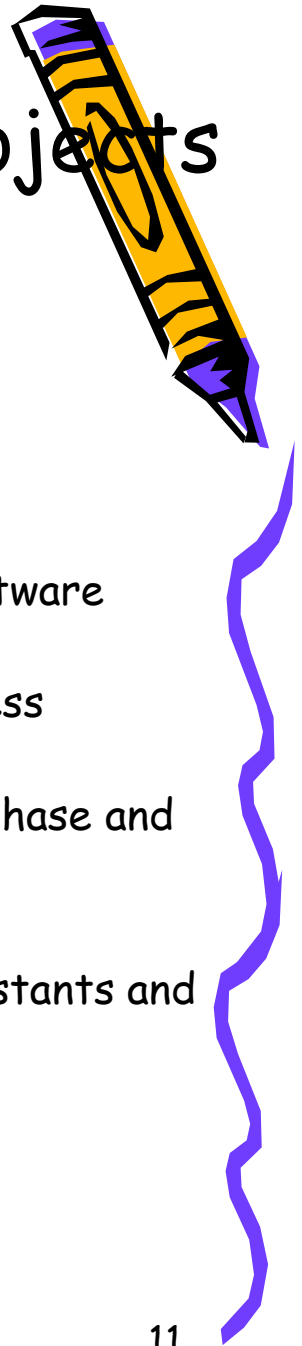 ojects
tware
ss
hase and
stants and
11